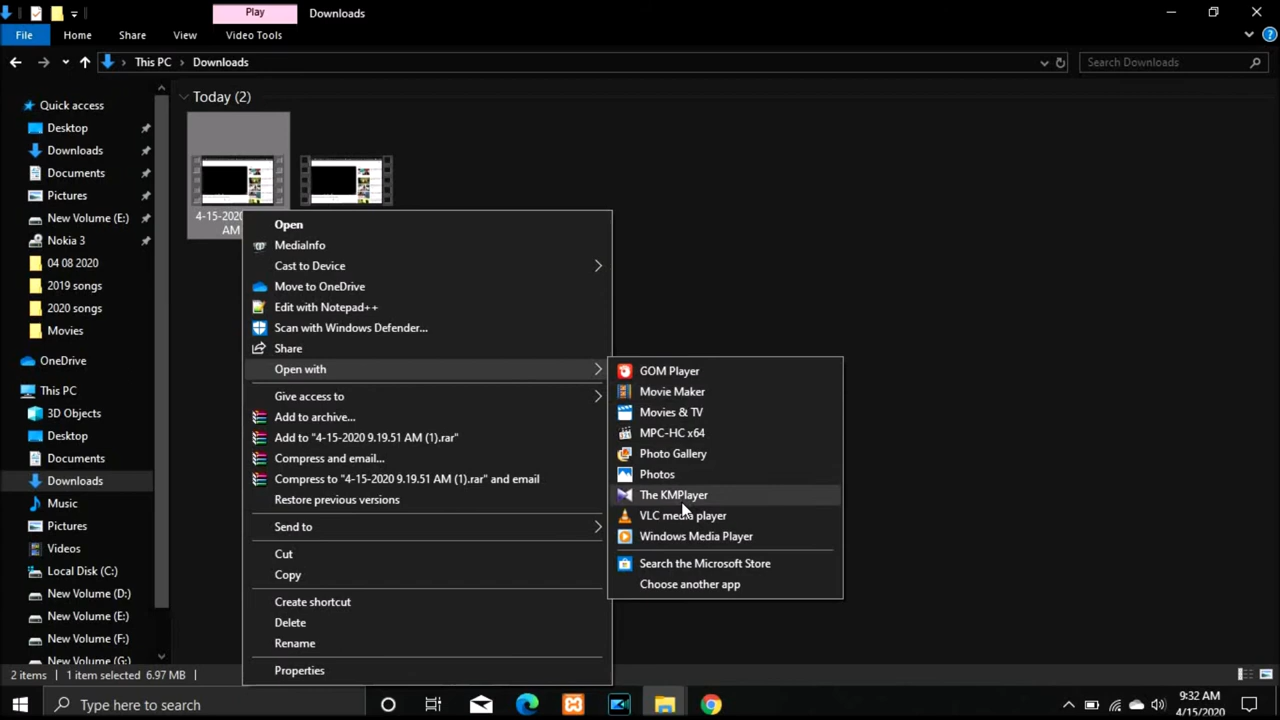 Play
Downloads
File
Home
Share
View
Video Tools
This PC
Downloads
Search Downloads
Quick access
Desktop
Downloads
Documents
Pictures
New Volume (E:)
Nokia 3
04 08 2020
2019 songs
2020 songs
Movies
OneDrive
This PC
3D Objects
Desktop
Documents
Downloads
Music
Pictures
Videos
Local Disk (C:)
New Volume (D:)
New Volume (E:)
New Volume (F:)
New Volume (G:)
Today (2)
4-15-2020
AM
Open
MediaInfo
Cast to Device
Move to OneDrive
Edit with Notepad++
Scan with Windows Defender...
Share
Open with
Give access to
Add to archive...
Add to "4-15-2020 9.19.51 AM (1).rar"
Compress and email...
Compress to "4-15-2020 9.19.51 AM (1).rar" and email
Restore previous versions
Send to
Cut
Copy
Create shortcut
Delete
Rename
Properties
GOM Player
Movie Maker
Movies & TV
MPC-HC x64
Photo Gallery
Photos
The KMPlayer
VLC media player
Windows Media Player
Search the Microsoft Store
Choose another app
2 items
1 item selected 6.97 MB
Type here to search
9:32 AM
4/15/2020